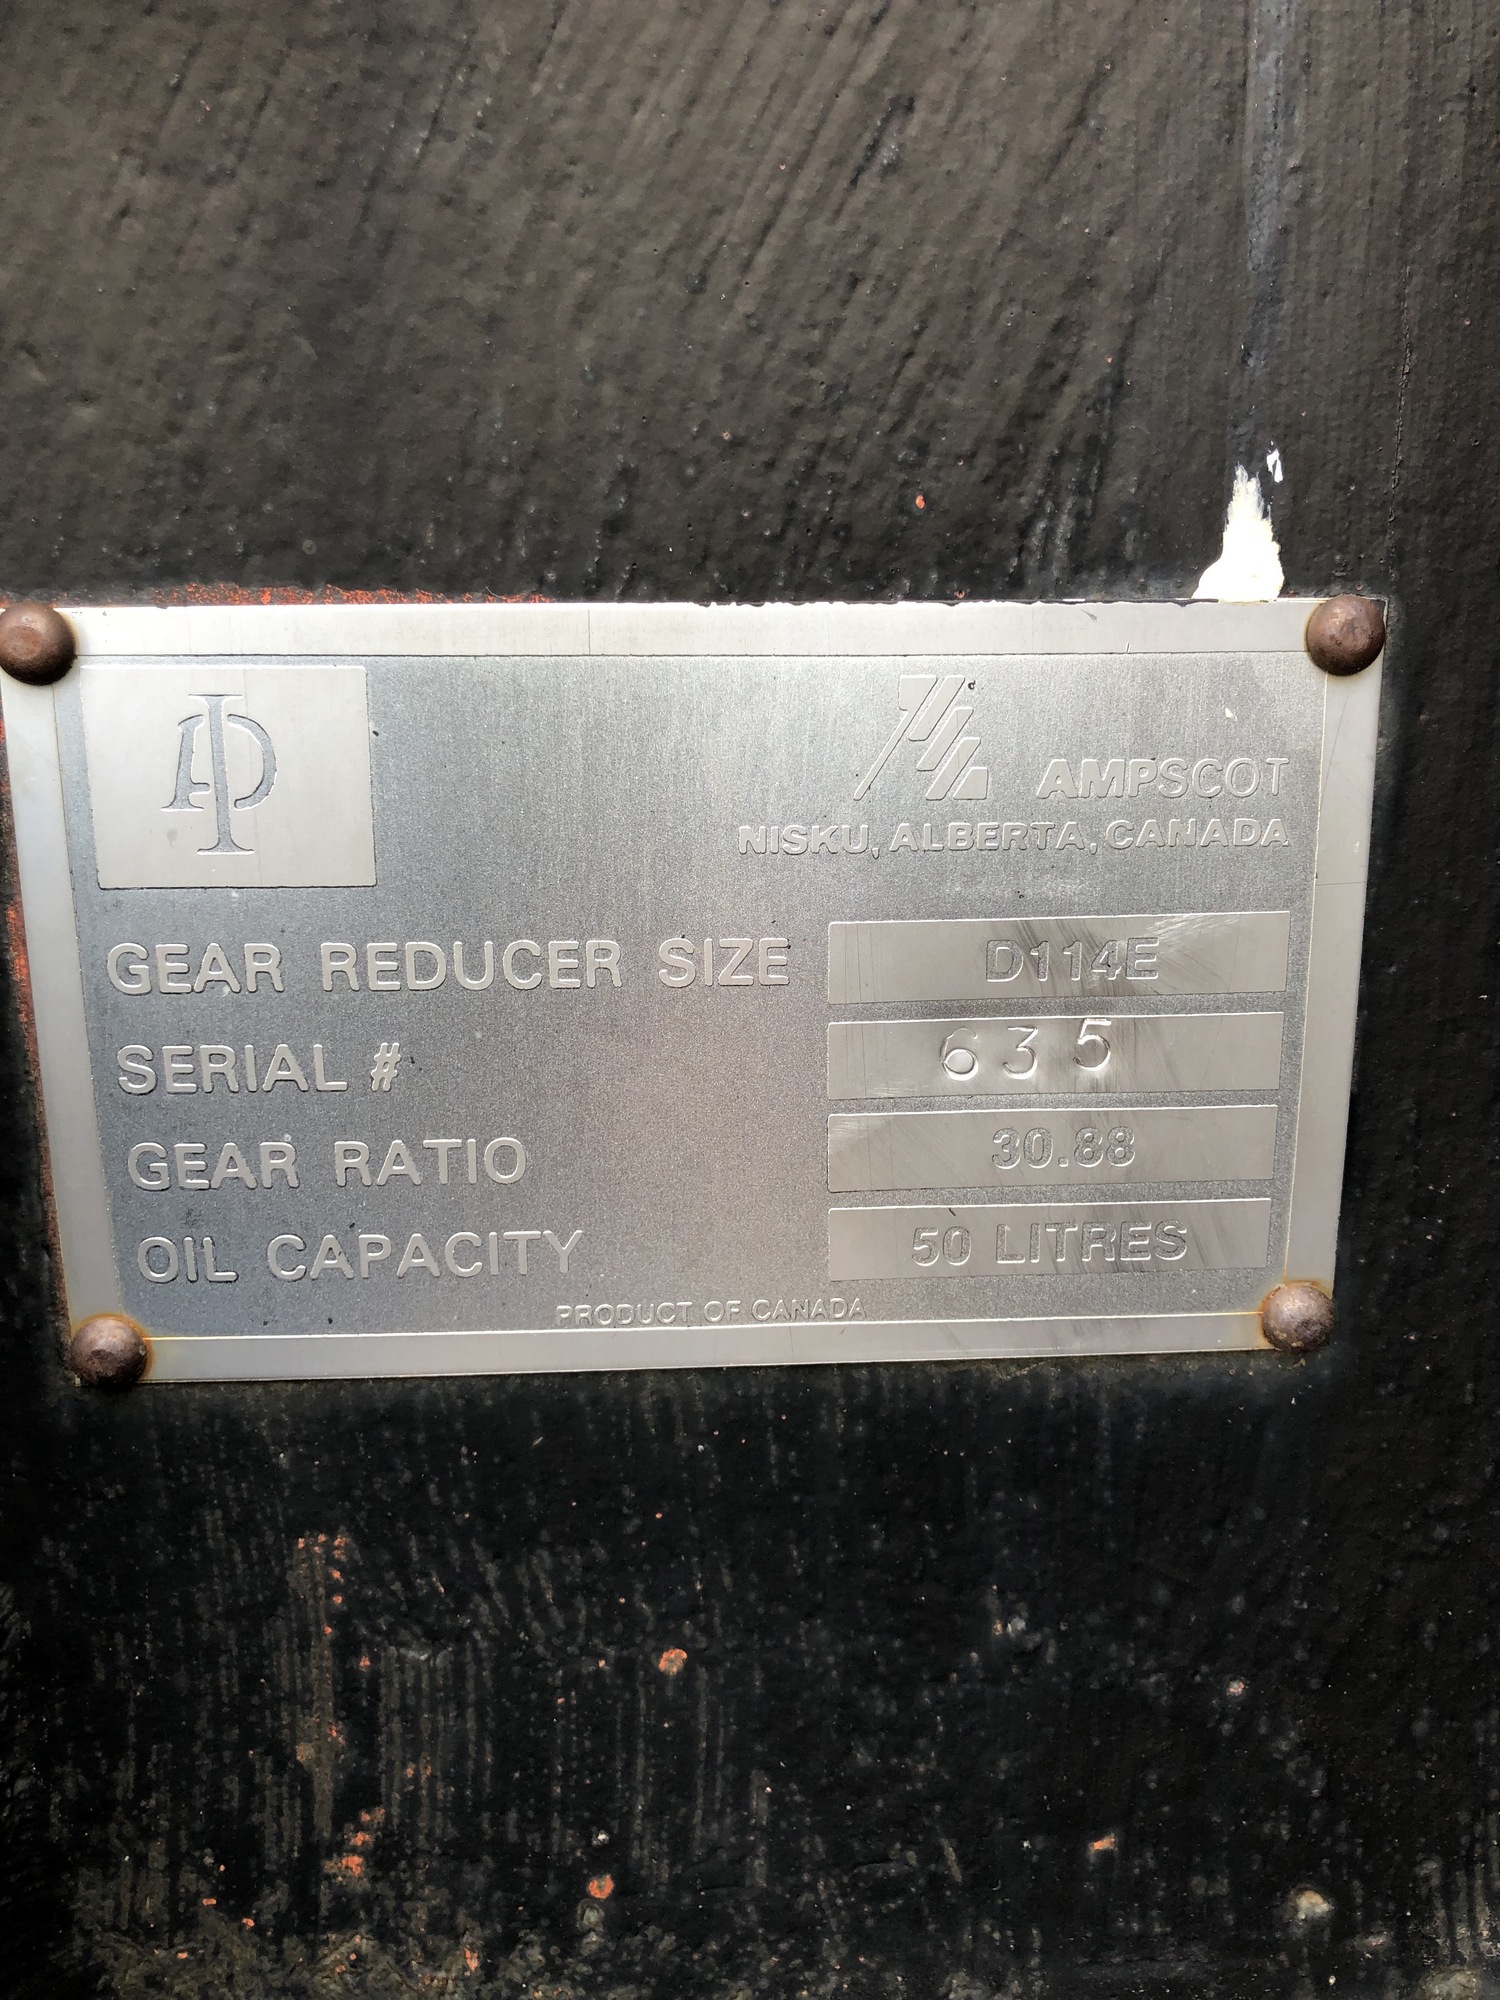 API
AMPSCOT
NISKU, ALBERTA, CANADA
GEAR REDUCER SIZE D114E
SERIAL # 635
GEAR RATIO 30.88
OIL CAPACITY 50 LITRES
PRODUCT OF CANADA